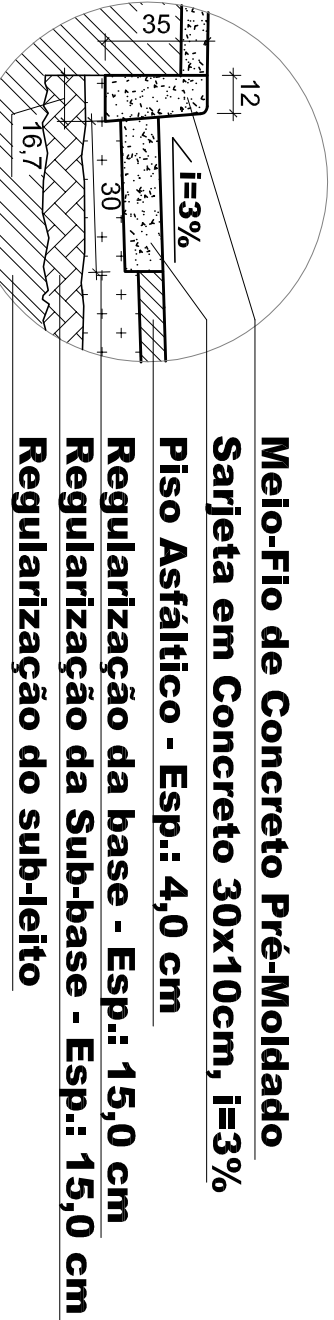 Meio-Fio de Concreto Pré-Moldado
Sarjeta em Concreto 30x10cm, i=3%
Piso Asfáltico - Esp.: 4,0 cm
Regularização da base - Esp.: 15,0 cm
Regularização da Sub-base - Esp.: 15,0 cm
Regularização do sub-leito
12
35
i=3%
30
16,7